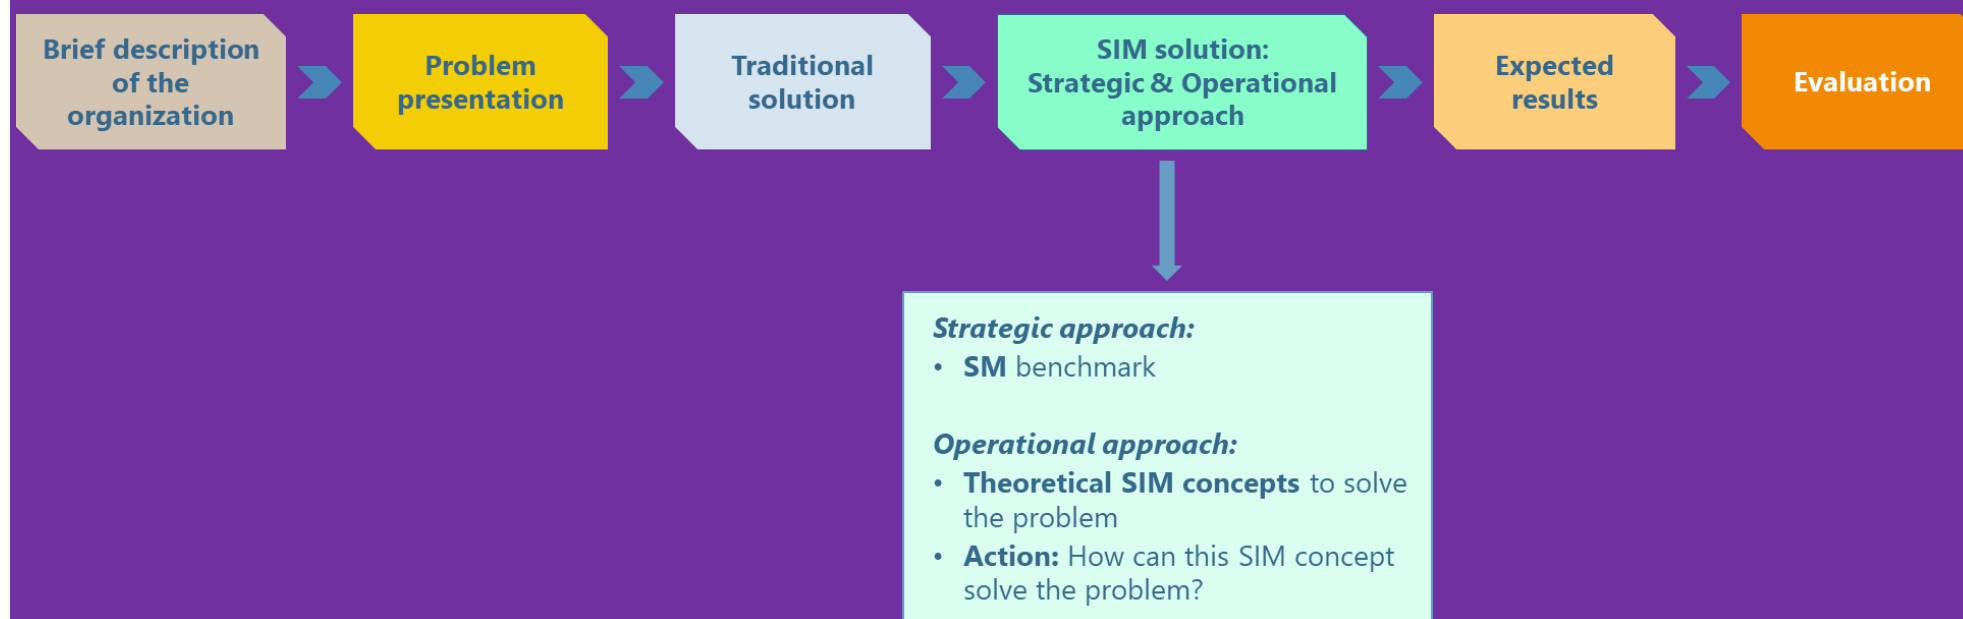 Brief description
of the
organization
Problem
presentation
Traditional
solution
SIM solution:
Strategic & Operational
approach
Expected
results
Evaluation
Strategic approach:
• SM benchmark
Operational approach:
• Theoretical SIM concepts to solve
the problem
• Action: How can this SIM concept
solve the problem?